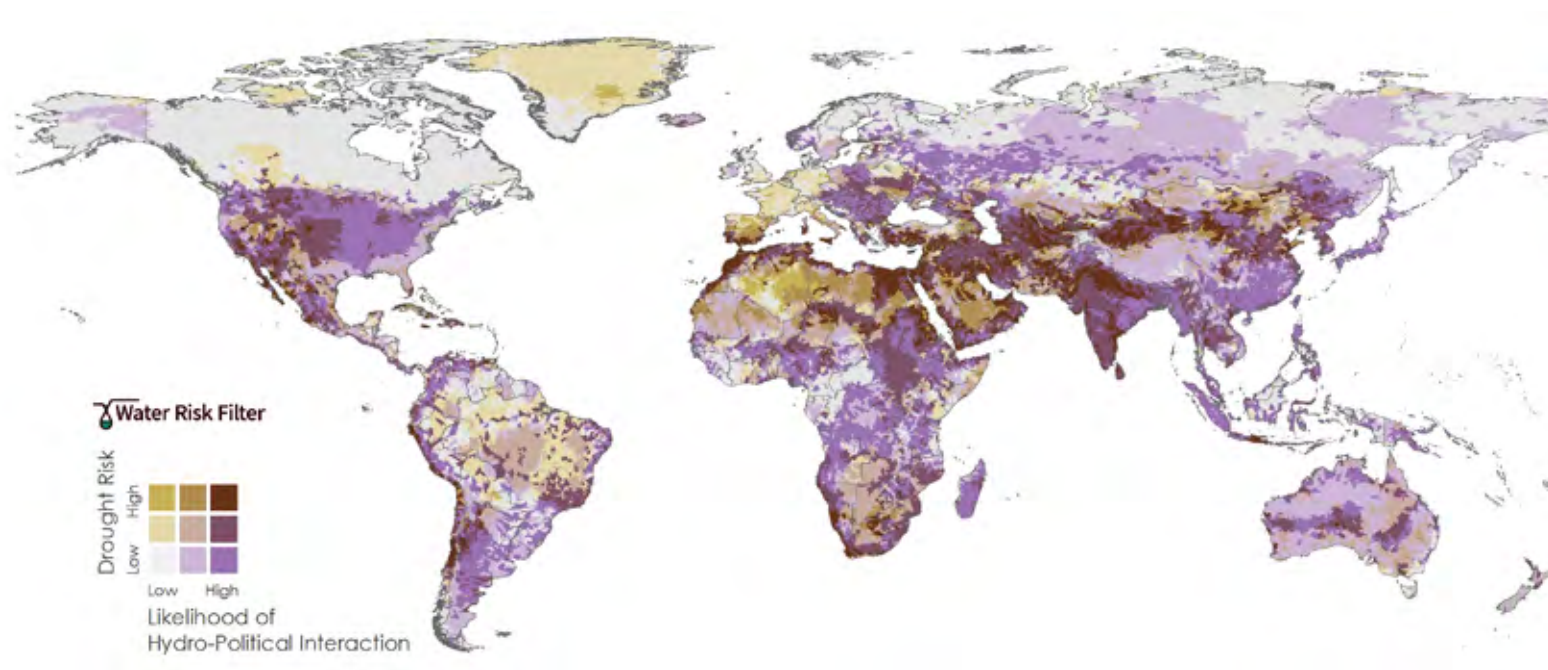 Water Risk Filter
Drought Risk
High
Low
Low High
Likelihood of
Hydro-Political Interaction